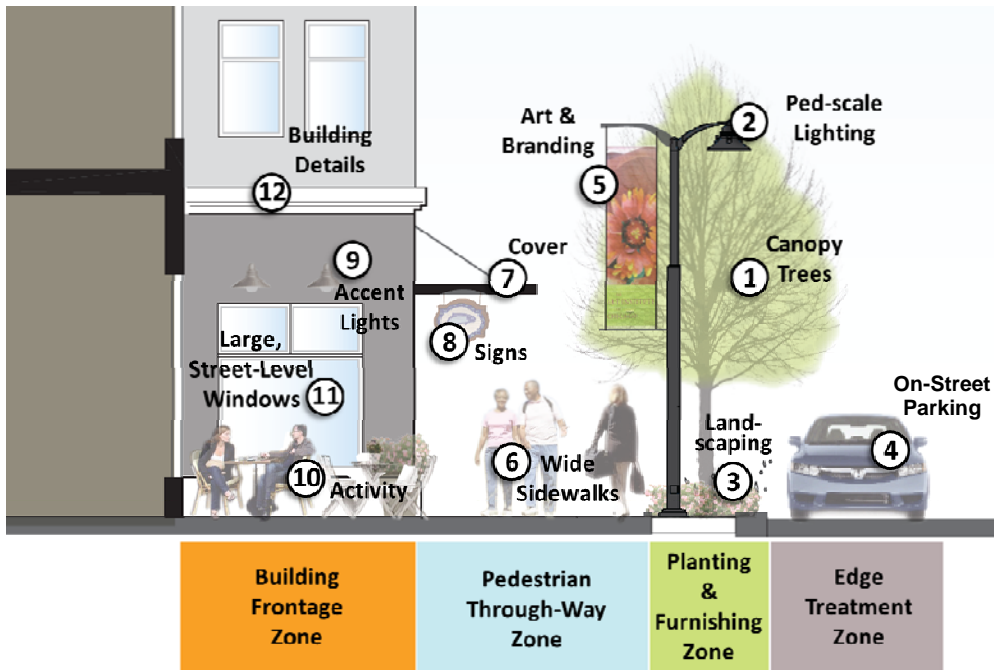 Building
Details
12
Art &
Branding
5
2
Ped-scale
Lighting
9
Accent
Lights
Cover
7
8
Signs
Canopy
Trees
1
Large,
Street-Level
Windows
11
10
Activity
6
Wide
Sidewalks
Land-
scaping
3
On-Street
Parking
4
Building
Frontage
Zone
Pedestrian
Through-Way
Zone
Planting
&
Furnishing
Zone
Edge
Treatment
Zone